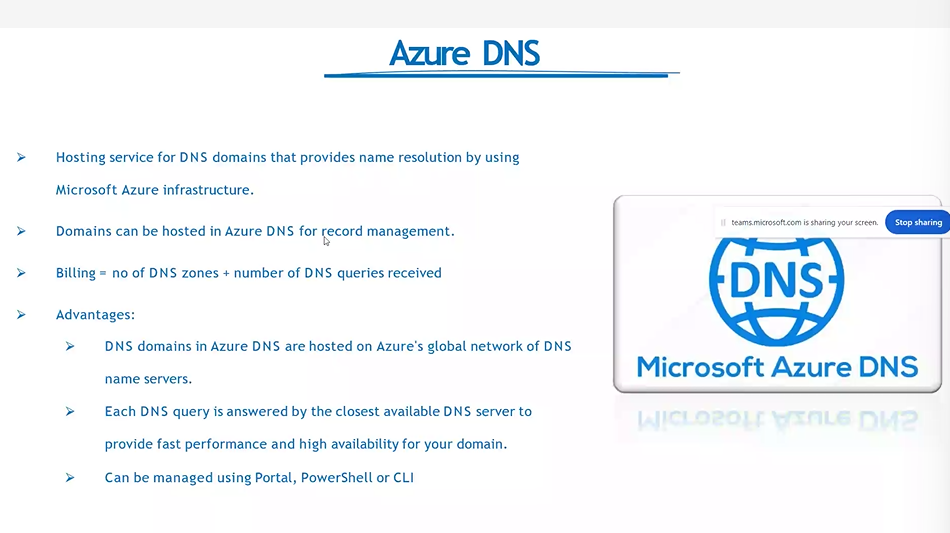 Azure DNS
Hosting service for DNS domains that provides name resolution by using
Microsoft Azure infrastructure.
Domains can be hosted in Azure DNS for record management.
Billing = no of DNS zones + number of DNS queries received
Advantages:
DNS domains in Azure DNS are hosted on Azure's global network of DNS
name servers.
Each DNS query is answered by the closest available DNS server to
provide fast performance and high availability for your domain.
Can be managed using Portal, PowerShell or CLI
teams.microsoft.com is sharing your screen.
Stop sharing
DNS
Microsoft Azure DNS